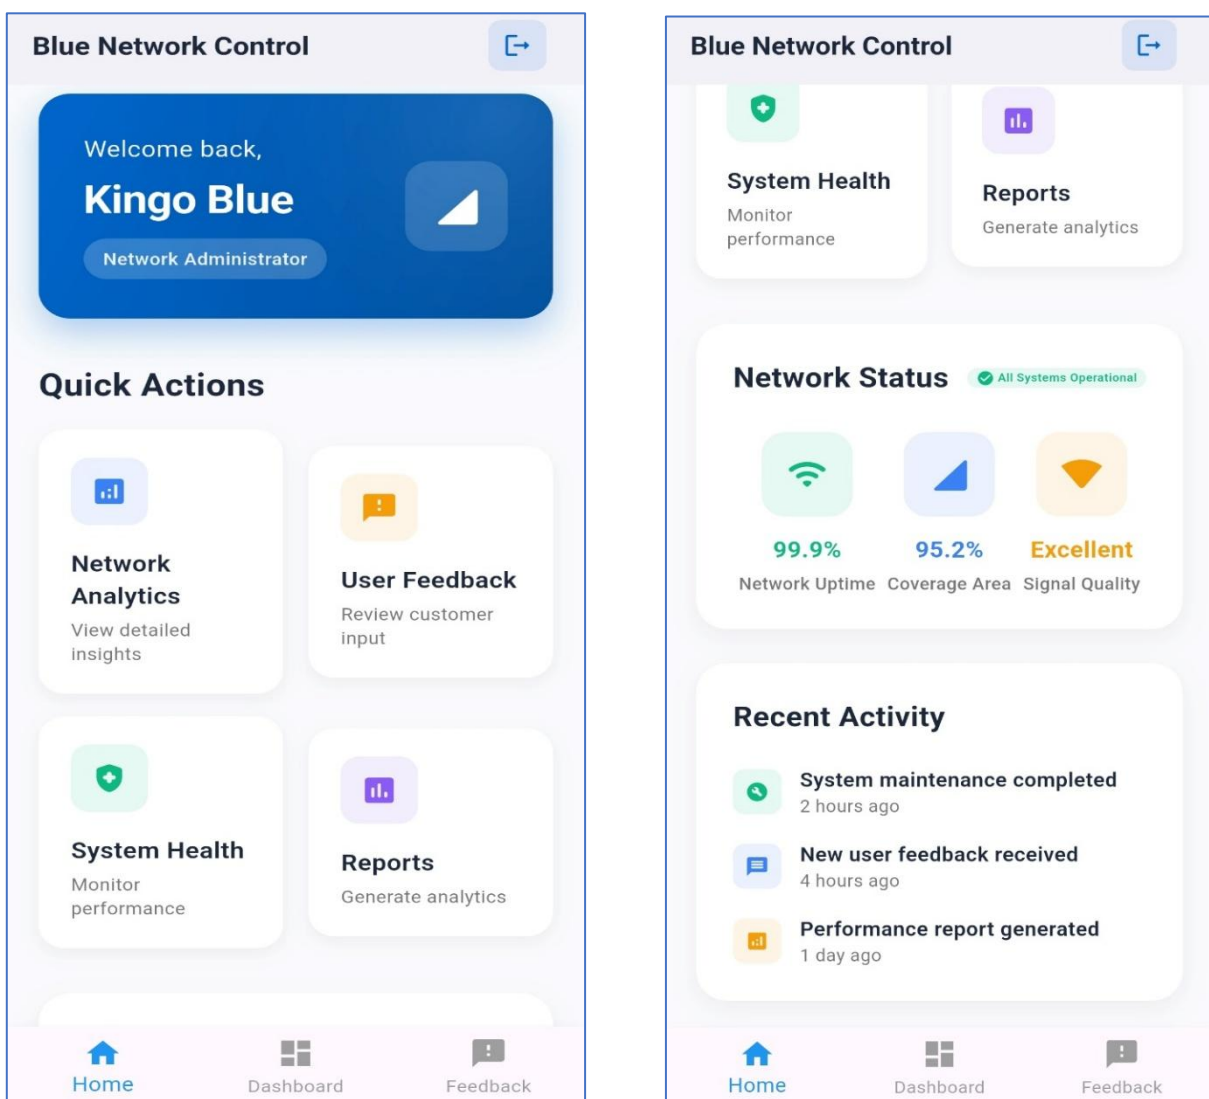 Blue Network Control
Welcome back,
Kingo Blue
Network Administrator
Quick Actions
Network
Analytics
View detailed
insights
User Feedback
Review customer
input
System Health
Monitor
performance
Reports
Generate analytics
Home
Dashboard
Feedback
Blue Network Control
System Health
Monitor
performance
Reports
Generate analytics
Network Status
All Systems Operational
99.9%
Network Uptime
95.2%
Coverage Area
Excellent
Signal Quality
Recent Activity
System maintenance completed
2 hours ago
New user feedback received
4 hours ago
Performance report generated
1 day ago
Home
Dashboard
Feedback